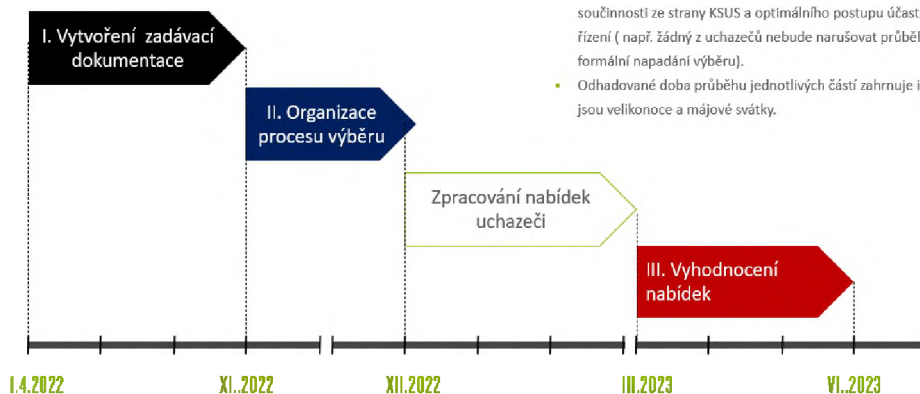 součinnosti ze strany KSUS a optimálního postupu účast
řízení ( např. žádný z uchazečů nebude narušovat průběh
formální napadání výběru).
• Odhadované doba průběhu jednotlivých částí zahrnuje i
jsou velikonoce a májové svátky.
I. Vytvoření zadávací
dokumentace
II. Organizace
procesu výběru
Zpracování nabídek
uchazeči
III. Vyhodnocení
nabídek
I.4.2022
XI..2022
XII.2022
III.2023
VI..2023